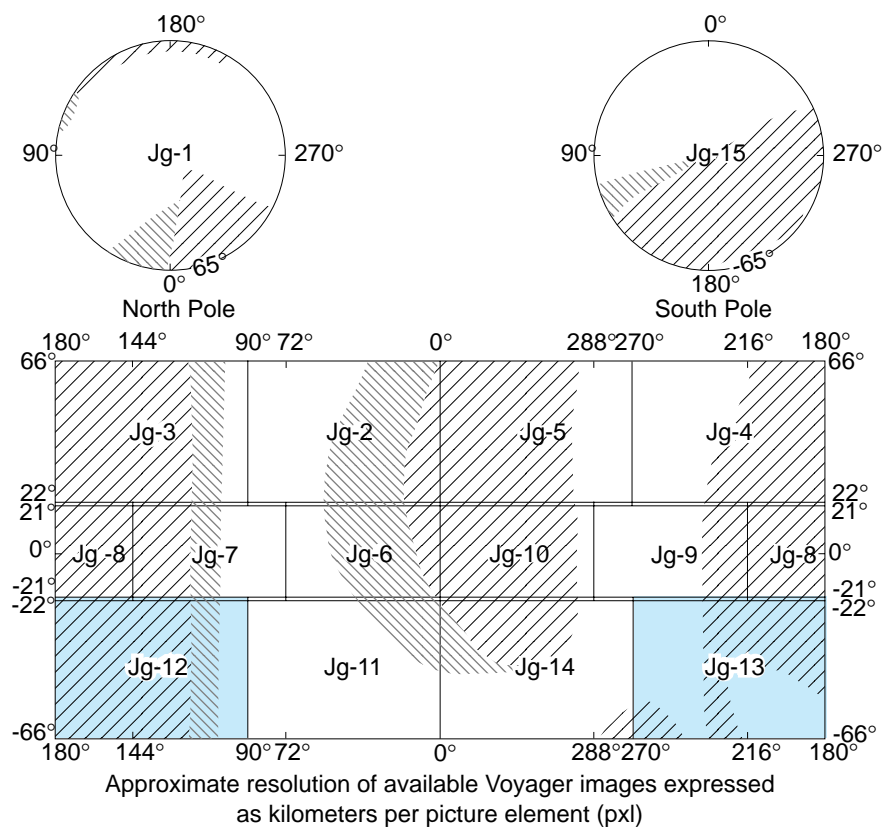 180° 0°
90° Jg-1 270° 90° Jg-15 270°
65° -65°
0° 180°
North Pole South Pole
180° 144° 90° 72° 0° 288° 270° 216° 180°
66° 66°
Jg-3 Jg-2 Jg-5 Jg-4
22° 22°
21° 21°
0° Jg -8 Jg-7 Jg-6 Jg-10 Jg-9 Jg-8 0°
-21° -21°
-22° -22°
Jg-12 Jg-11 Jg-14 Jg-13
-66° -66°
180° 144° 90° 72° 0° 288° 270° 216° 180°
Approximate resolution of available Voyager images expressed
as kilometers per picture element (pxl)